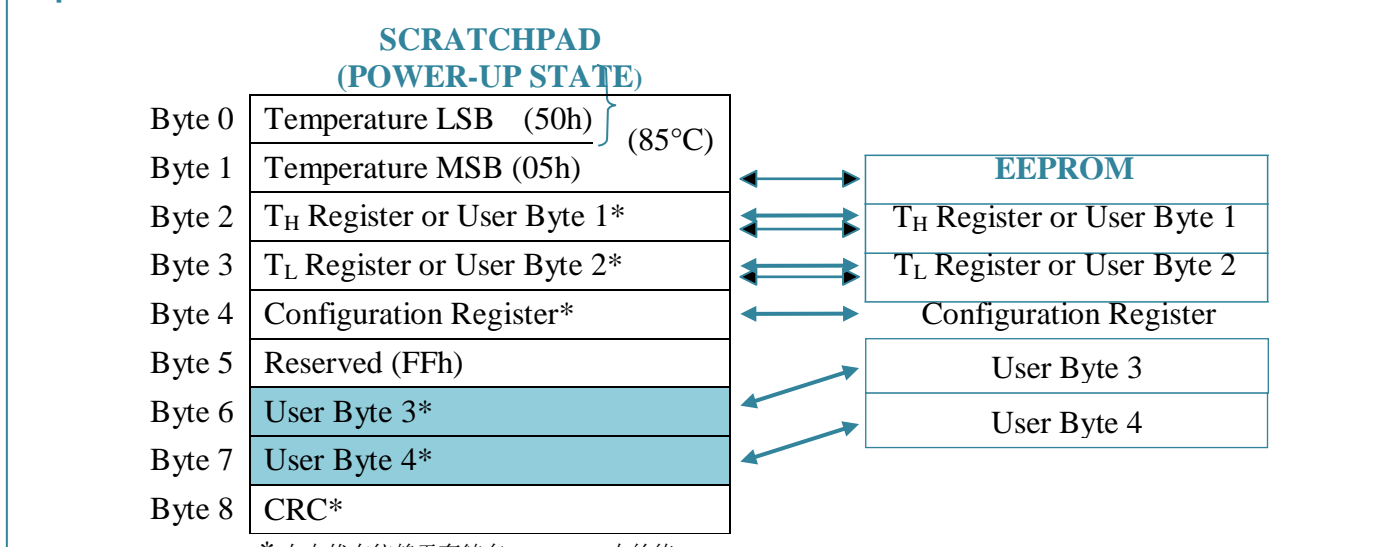 SCRATCHPAD
(POWER-UP STATE)
Byte 0 Temperature LSB (50h)
(85°C)
Byte 1 Temperature MSB (05h)
EEPROM
Byte 2 TH Register or User Byte 1*
TH Register or User Byte 1
Byte 3 TL Register or User Byte 2*
TL Register or User Byte 2
Byte 4 Configuration Register*
Configuration Register
Byte 5 Reserved (FFh)
User Byte 3
Byte 6 User Byte 3*
User Byte 4
Byte 7 User Byte 4*
Byte 8 CRC*
*